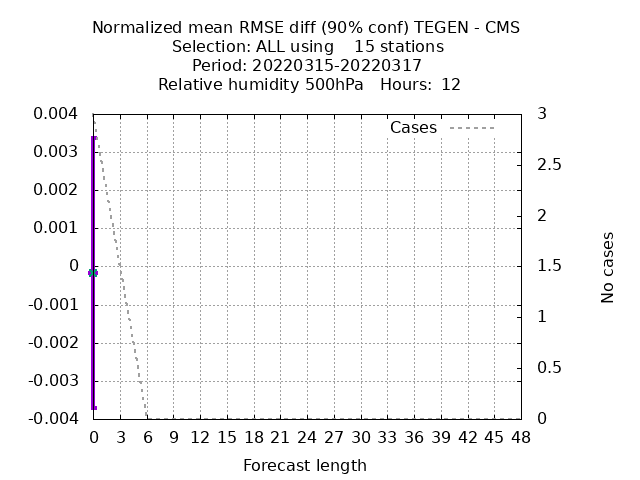 Normalized mean RMSE diff (90% conf) TEGEN - CMS
Selection: ALL using    15 stations
Period: 20220315-20220317
Relative humidity 500hPa   Hours:  12
Cases
0.004
0.003
0.002
0.001
0
-0.001
-0.002
-0.003
-0.004
3
2.5
2
1.5
1
0.5
0
No cases
0 3 6 9 12 15 18 21 24 27 30 33 36 39 42 45 48
Forecast length